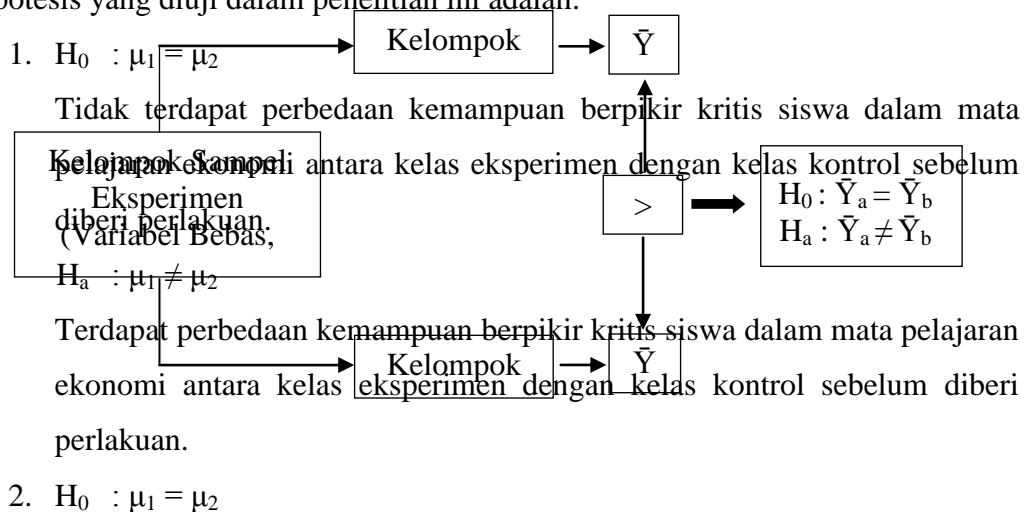 potesis yang diuji dalam penelitian ini adalah:
1. H₀ : μ₁ = μ₂
Kelompok
Ȳ
Tidak terdapat perbedaan kemampuan berpikir kritis siswa dalam mata
pelajaran ekonomi antara kelas eksperimen dengan kelas kontrol sebelum
diberi perlakuan.
Kelompok Sampel
Eksperimen
(Variabel Bebas,
>
H₀ : Ȳₐ = Ȳb
Hₐ : Ȳₐ ≠ Ȳb
Hₐ : μ₁ ≠ μ₂
Terdapat perbedaan kemampuan berpikir kritis siswa dalam mata pelajaran
ekonomi antara kelas eksperimen dengan kelas kontrol sebelum diberi
perlakuan.
Kelompok
Ȳ
2. H₀ : μ₁ = μ₂